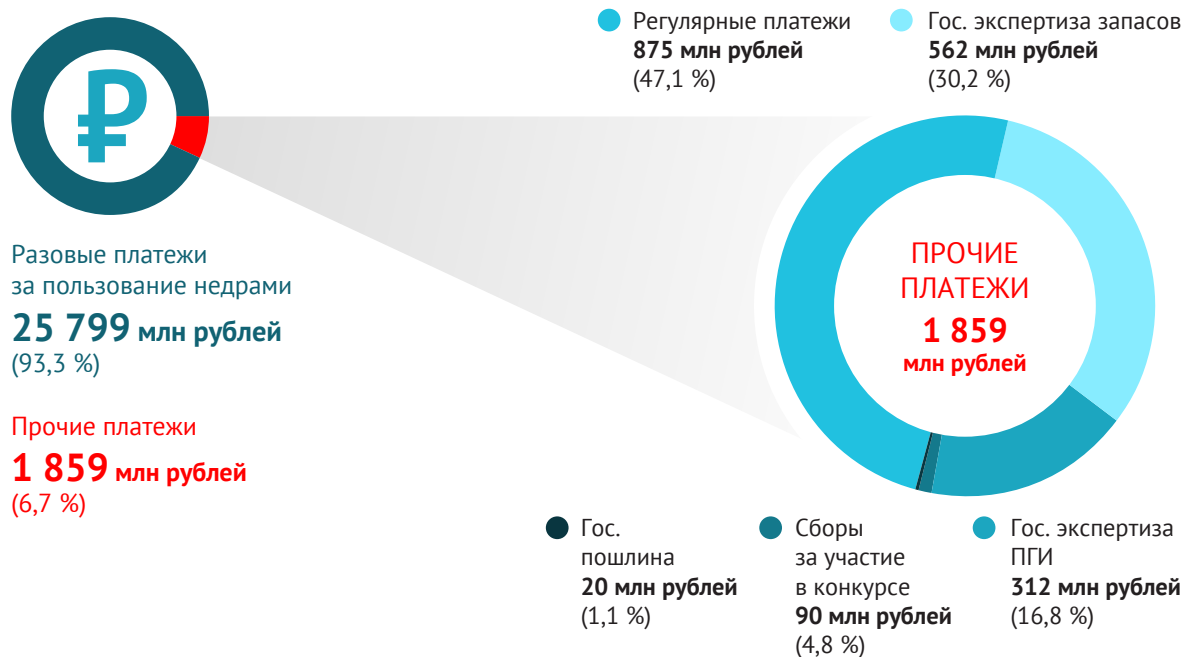 ₽
Разовые платежи
за пользование недрами
25 799 млн рублей
(93,3 %)
Прочие платежи
1 859 млн рублей
(6,7 %)
Регулярные платежи
875 млн рублей
(47,1 %)
Гос. экспертиза запасов
562 млн рублей
(30,2 %)
ПРОЧИЕ
ПЛАТЕЖИ
1 859
млн рублей
Гос.
пошлина
20 млн рублей
(1,1 %)
Сборы
за участие
в конкурсе
90 млн рублей
(4,8 %)
Гос. экспертиза
ПГИ
312 млн рублей
(16,8 %)